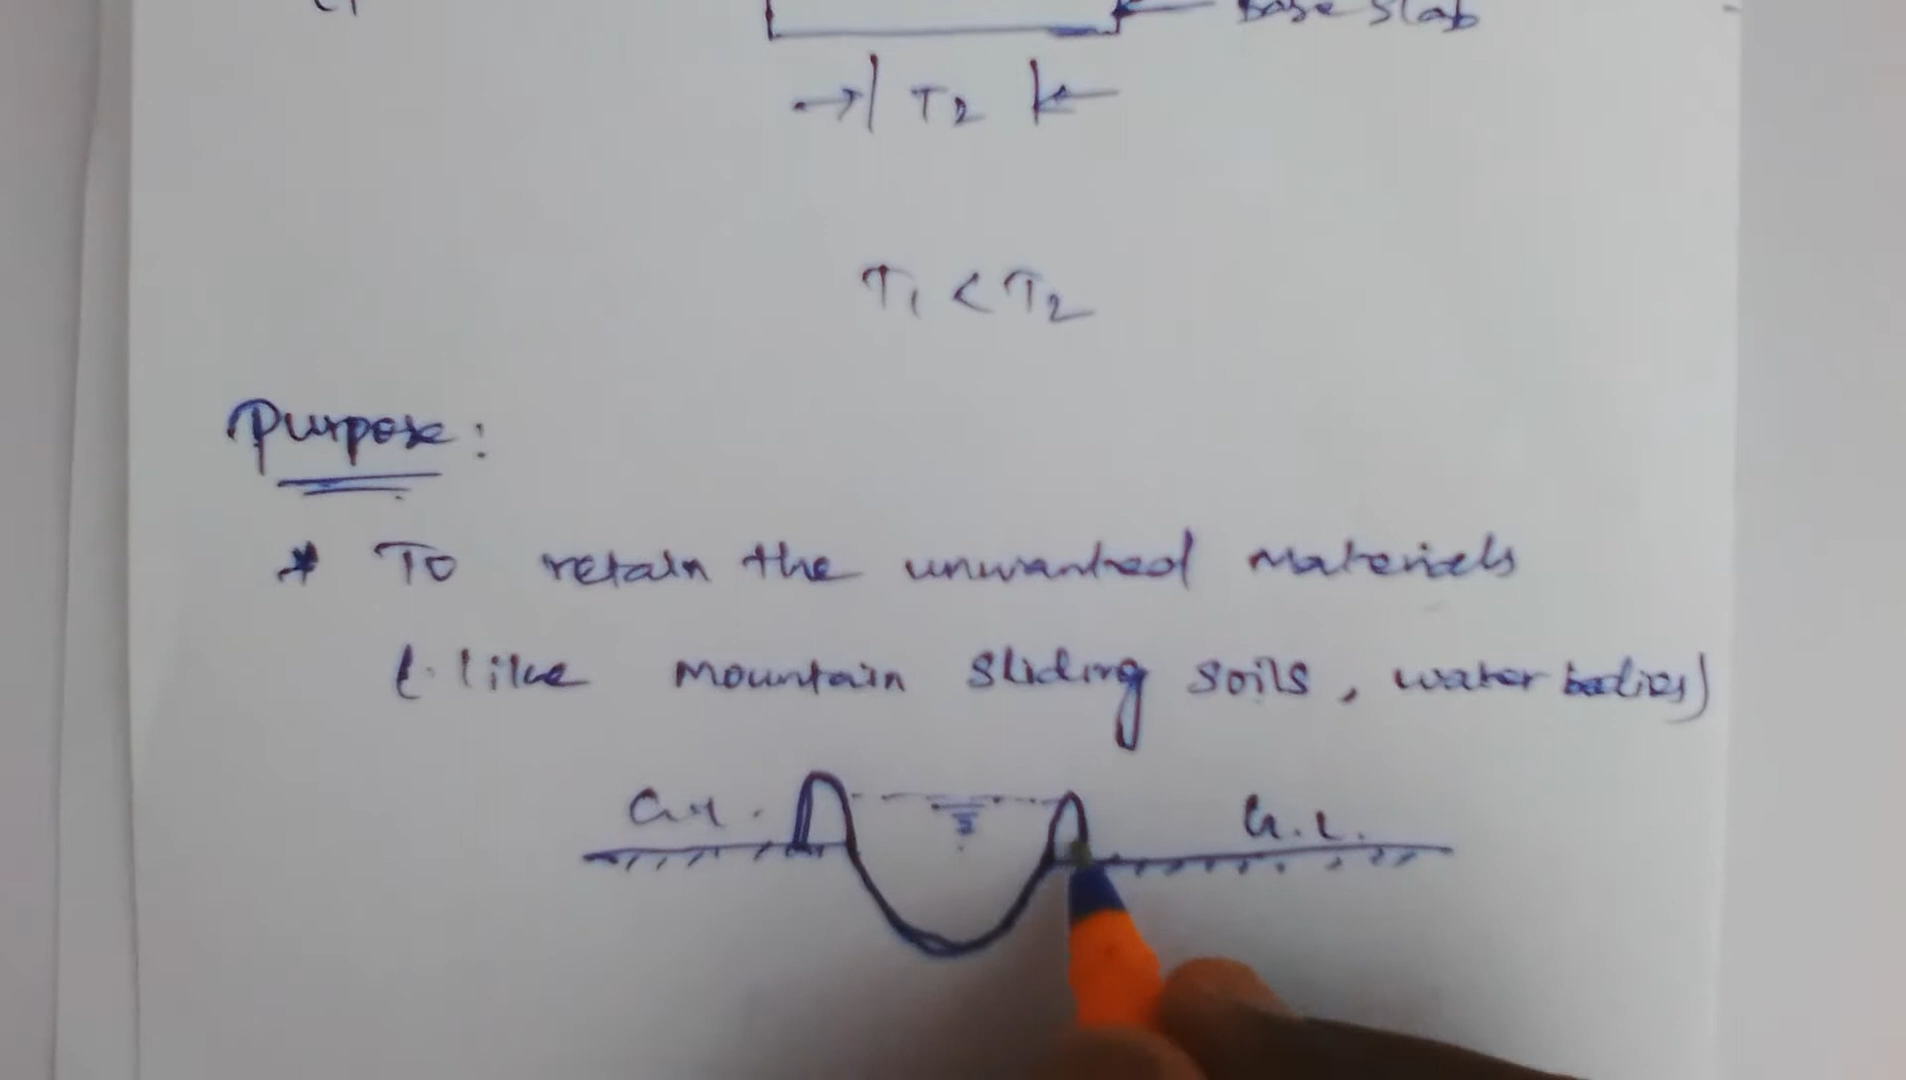 Base slab
T2
T1 < T2
Purpose:
* To retain the unwanted materials
(. like mountain sliding soils, water bodies)
G.L.
G.L.